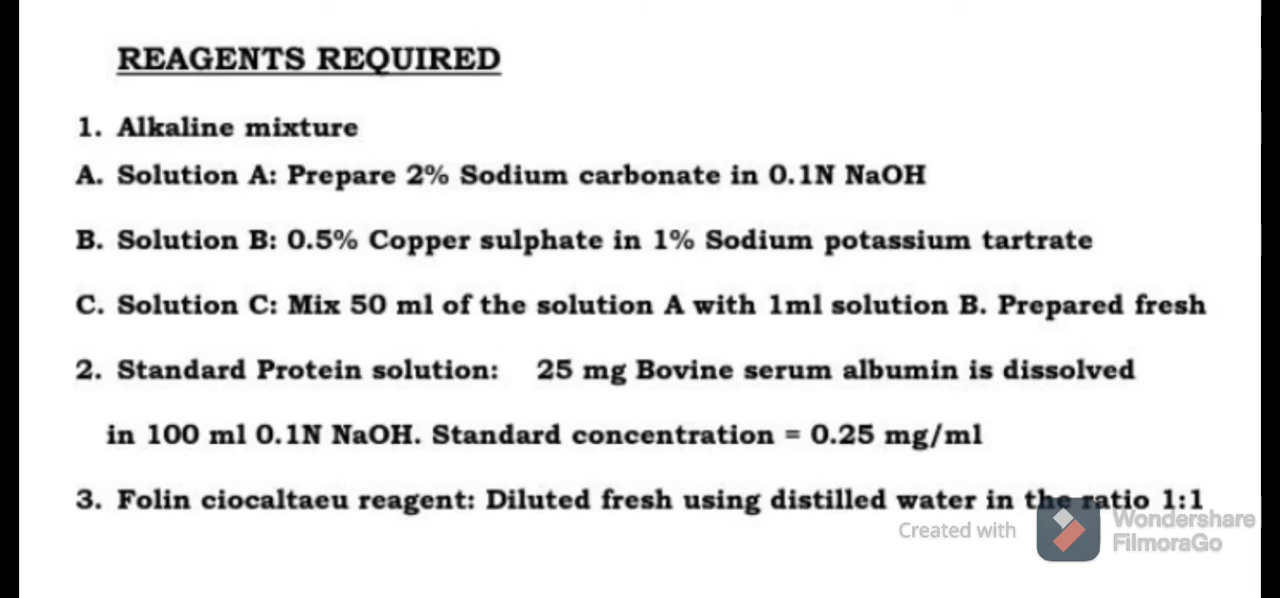 REAGENTS REQUIRED
1. Alkaline mixture
A. Solution A: Prepare 2% Sodium carbonate in 0.1N NaOH
B. Solution B: 0.5% Copper sulphate in 1% Sodium potassium tartrate
C. Solution C: Mix 50 ml of the solution A with 1ml solution B. Prepared fresh
2. Standard Protein solution: 25 mg Bovine serum albumin is dissolved
in 100 ml 0.1N NaOH. Standard concentration = 0.25 mg/ml
3. Folin ciocaltaeu reagent: Diluted fresh using distilled water in the ratio 1:1
Created with
Wondershare
FilmoraGo